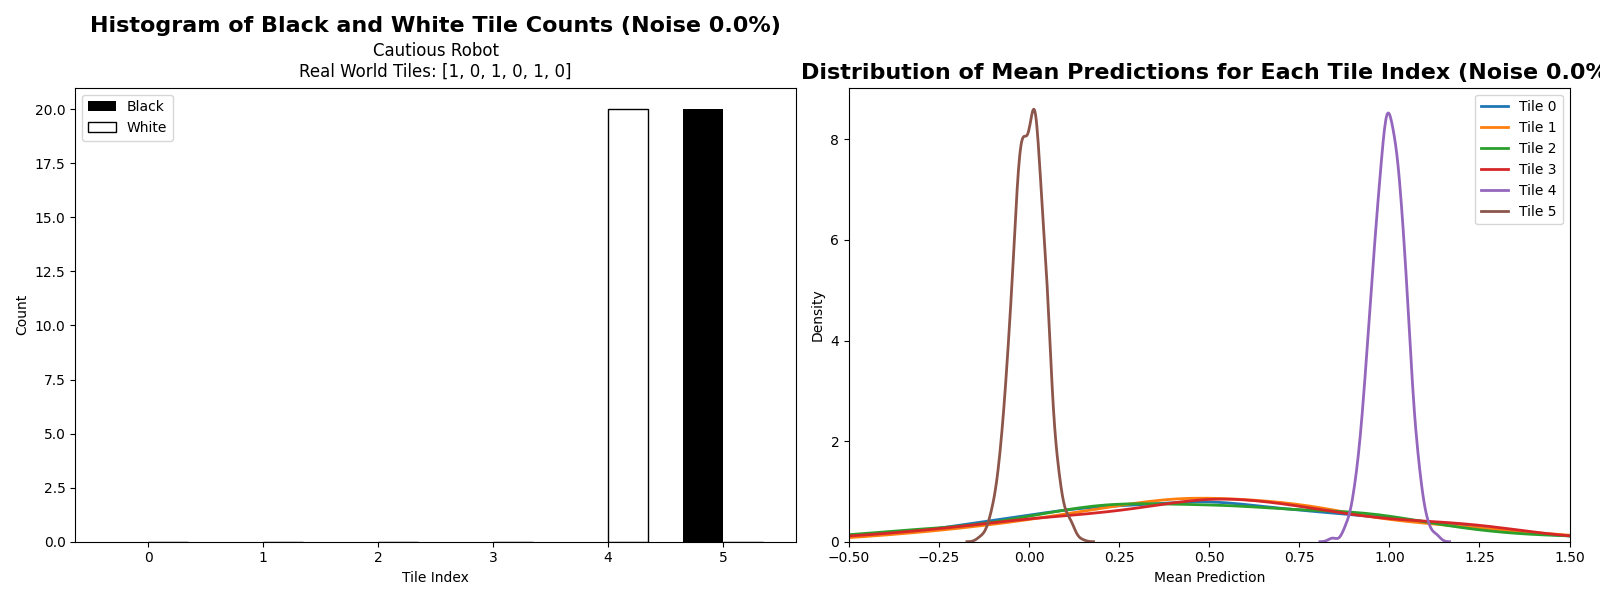 Histogram of Black and White Tile Counts (Noise 0.0%)
Cautious Robot
Real World Tiles: [1, 0, 1, 0, 1, 0]
Black
White
20.0
17.5
15.0
12.5
10.0
7.5
5.0
2.5
0.0
Count
0 1 2 3 4 5
Tile Index
Distribution of Mean Predictions for Each Tile Index (Noise 0.0%
Tile 0
Tile 1
Tile 2
Tile 3
Tile 4
Tile 5
8
6
4
2
0
Density
−0.50 −0.25 0.00 0.25 0.50 0.75 1.00 1.25 1.50
Mean Prediction